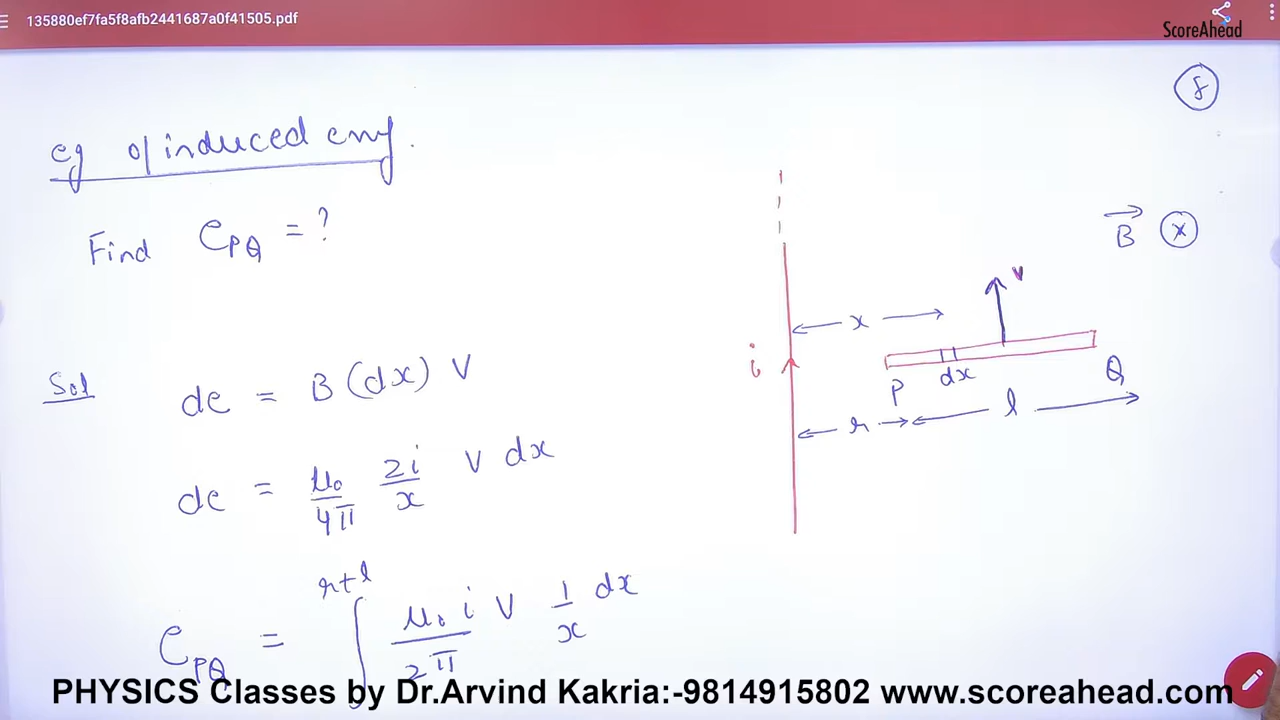 135880ef7fa5f8afb2441687a0f41505.pdf
ScoreAhead
8
eg of induced emf.
Find e_PQ = ?
B⃗ ⊗
v
x
i
P
dx
Q
r
l
Sol de = B (dx) V
de = μ₀/4π 2i/x V dx
e_PQ = ∫^(r+l) μ₀ i/2π V 1/x dx
PHYSICS Classes by Dr.Arvind Kakria:-9814915802 www.scoreahead.com